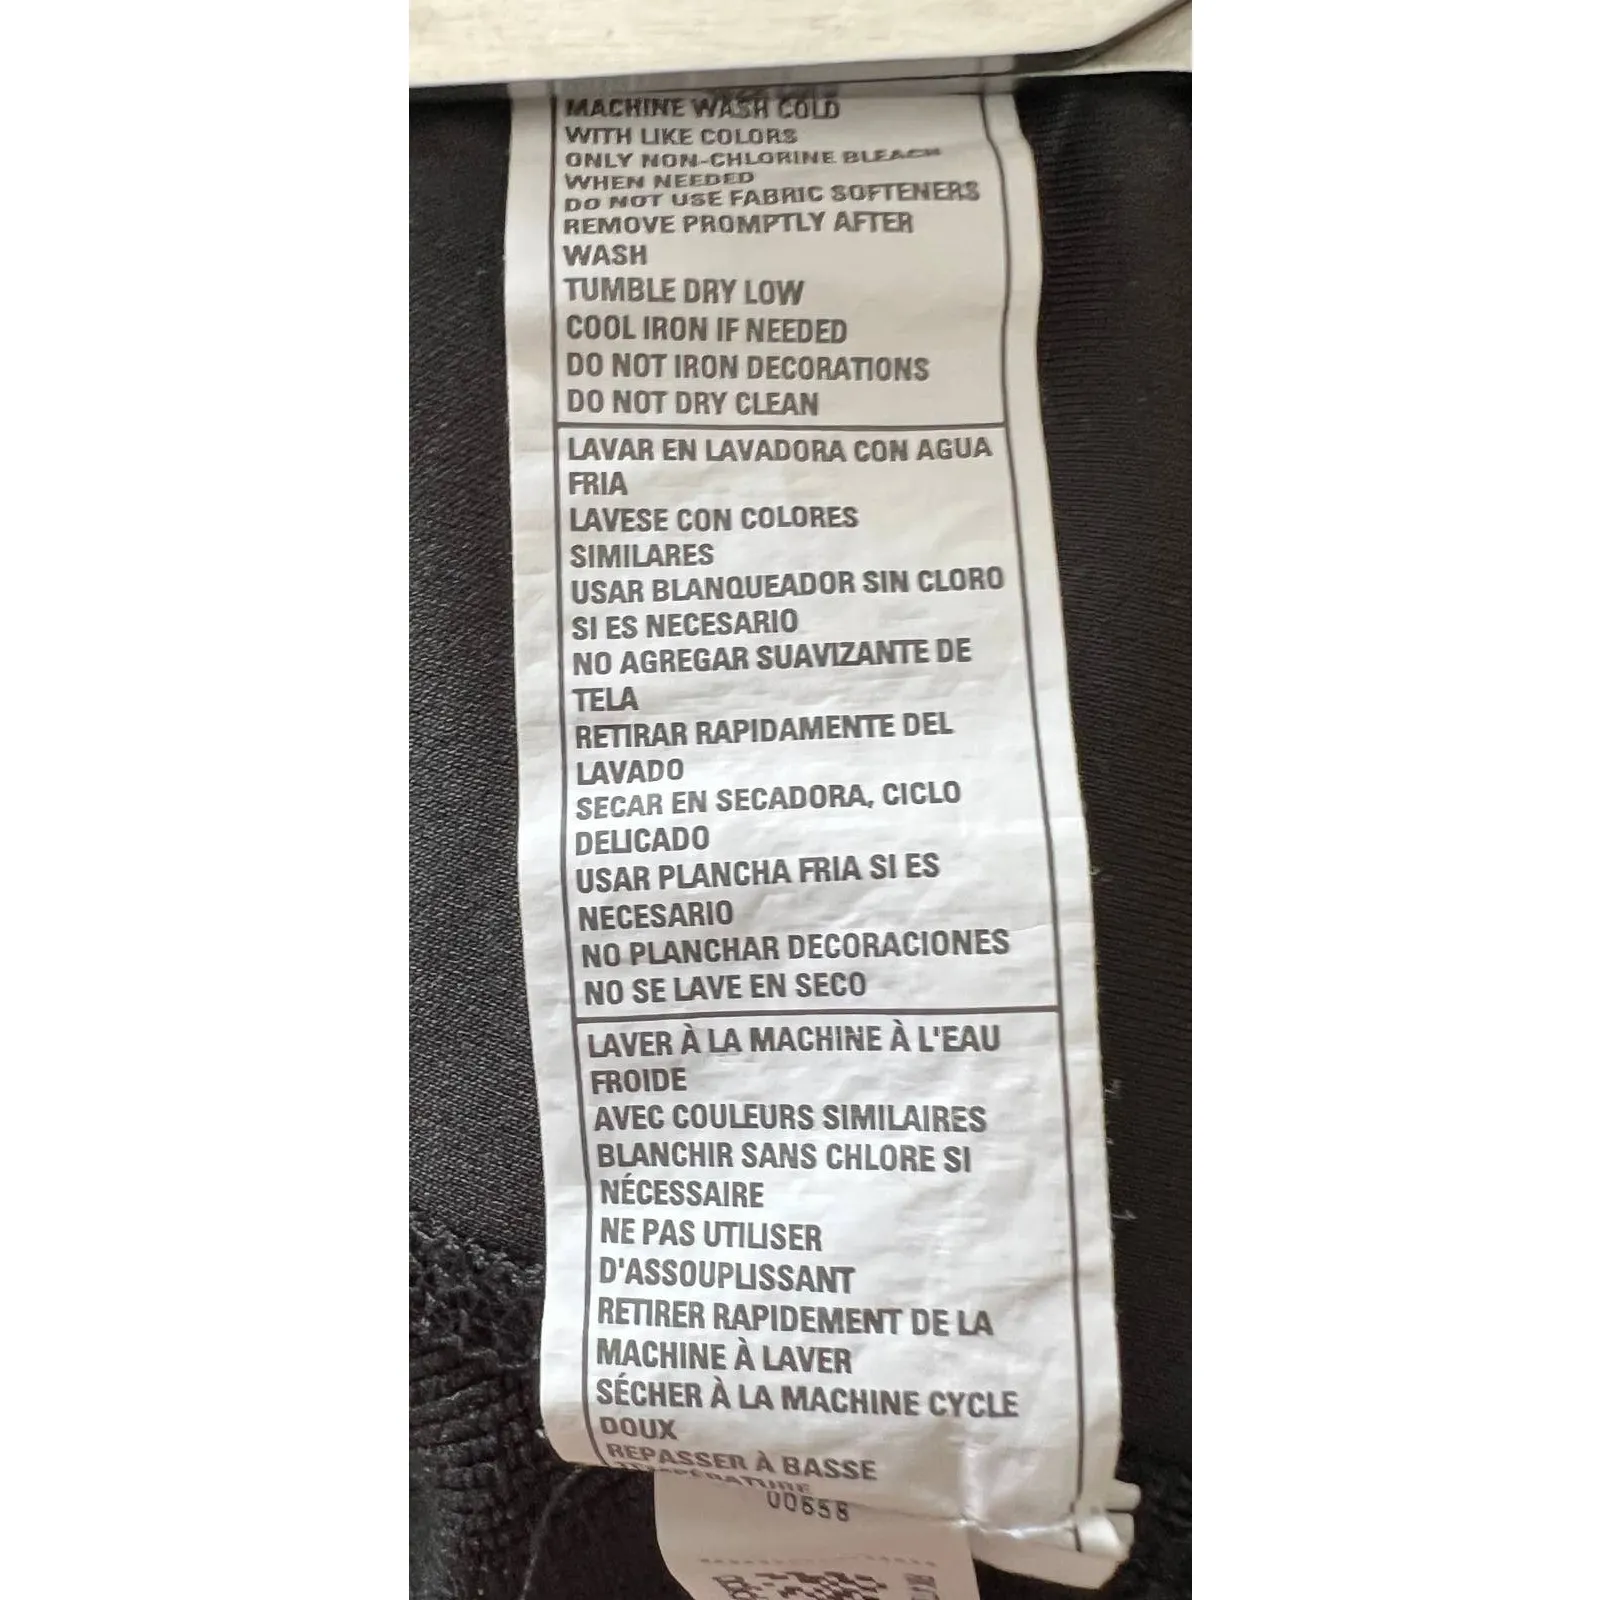 MACHINE WASH COLD
WITH LIKE COLORS
ONLY NON-CHLORINE BLEACH
WHEN NEEDED
DO NOT USE FABRIC SOFTENERS
REMOVE PROMPTLY AFTER
WASH
TUMBLE DRY LOW
COOL IRON IF NEEDED
DO NOT IRON DECORATIONS
DO NOT DRY CLEAN
LAVAR EN LAVADORA CON AGUA
FRIA
LAVESE CON COLORES
SIMILARES
USAR BLANQUEADOR SIN CLORO
SI ES NECESARIO
NO AGREGAR SUAVIZANTE DE
TELA
RETIRAR RAPIDAMENTE DEL
LAVADO
SECAR EN SECADORA, CICLO
DELICADO
USAR PLANCHA FRIA SI ES
NECESARIO
NO PLANCHAR DECORACIONES
NO SE LAVE EN SECO
LAVER À LA MACHINE À L'EAU
FROIDE
AVEC COULEURS SIMILAIRES
BLANCHIR SANS CHLORE SI
NÉCESSAIRE
NE PAS UTILISER
D'ASSOUPLISSANT
RETIRER RAPIDEMENT DE LA
MACHINE À LAVER
SÉCHER À LA MACHINE CYCLE
DOUX
REPASSER À BASSE
TEMPÉRATURE
00658